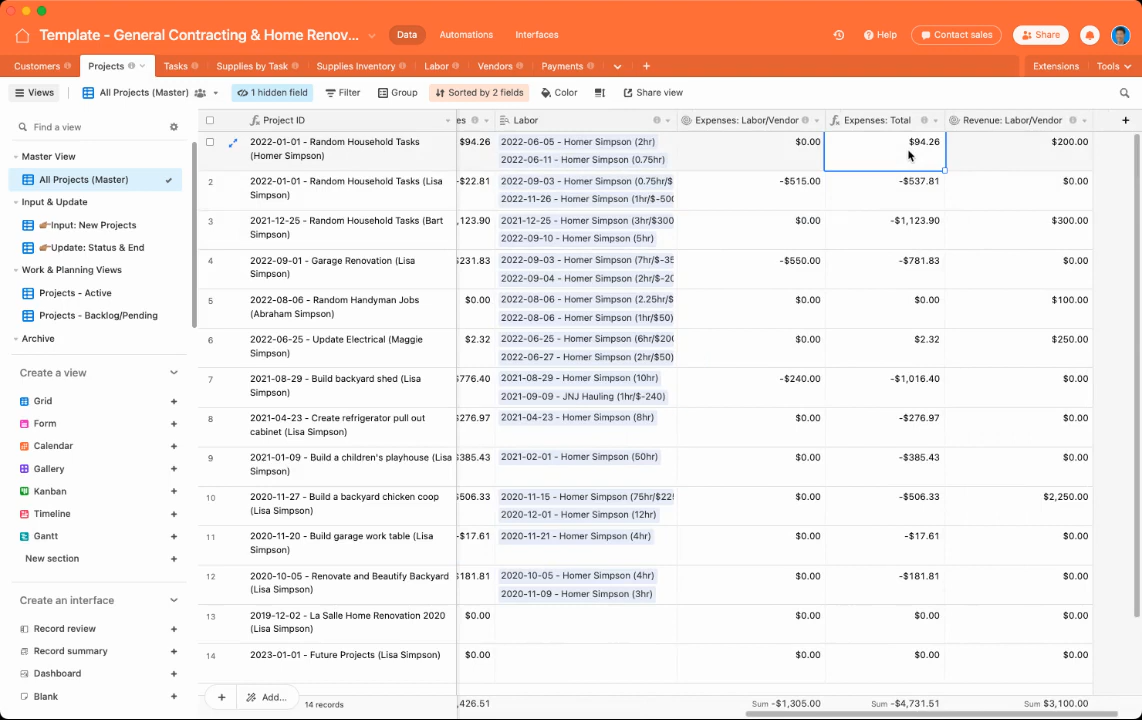 Template - General Contracting & Home Renov...
Data
Automations
Interfaces
Help
Contact sales
Share
Customers
Projects
Tasks
Supplies by Task
Supplies Inventory
Labor
Vendors
Payments
Extensions
Tools
Views
All Projects (Master)
1 hidden field
Filter
Group
Sorted by 2 fields
Color
Share view
Find a view
Master View
All Projects (Master)
Input & Update
Input: New Projects
Update: Status & End
Work & Planning Views
Projects - Active
Projects - Backlog/Pending
Archive
Create a view
Grid
Form
Calendar
Gallery
Kanban
Timeline
Gantt
New section
Create an interface
Record review
Record summary
Dashboard
Blank
Project ID
es
Labor
Expenses: Labor/Vendor
Expenses: Total
Revenue: Labor/Vendor
2022-01-01 - Random Household Tasks
(Homer Simpson)
$94.26
2022-06-05 - Homer Simpson (2hr)
2022-06-11 - Homer Simpson (0.75hr)
$0.00
$94.26
$200.00
2
2022-01-01 - Random Household Tasks (Lisa
Simpson)
-$22.81
2022-09-03 - Homer Simpson (0.75hr/$
2022-11-26 - Homer Simpson (1hr/$-500
-$515.00
-$537.81
$0.00
3
2021-12-25 - Random Household Tasks (Bart
Simpson)
,123.90
2021-12-25 - Homer Simpson (3hr/$300
2022-09-10 - Homer Simpson (5hr)
$0.00
-$1,123.90
$300.00
4
2022-09-01 - Garage Renovation (Lisa
Simpson)
$231.83
2022-09-03 - Homer Simpson (7hr/$-35
2022-09-04 - Homer Simpson (2hr/$-20
-$550.00
-$781.83
$0.00
5
2022-08-06 - Random Handyman Jobs
(Abraham Simpson)
$0.00
2022-08-06 - Homer Simpson (2.25hr/$
2022-08-06 - Homer Simpson (1hr/$50)
$0.00
$0.00
$100.00
6
2022-06-25 - Update Electrical (Maggie
Simpson)
$2.32
2022-06-25 - Homer Simpson (6hr/$200
2022-06-27 - Homer Simpson (2hr/$50)
$0.00
$2.32
$250.00
7
2021-08-29 - Build backyard shed (Lisa
Simpson)
$776.40
2021-08-29 - Homer Simpson (10hr)
2021-09-09 - JNJ Hauling (1hr/$-240)
-$240.00
-$1,016.40
$0.00
8
2021-04-23 - Create refrigerator pull out
cabinet (Lisa Simpson)
$276.97
2021-04-23 - Homer Simpson (8hr)
$0.00
-$276.97
$0.00
9
2021-01-09 - Build a children's playhouse (Lisa
Simpson)
$385.43
2021-02-01 - Homer Simpson (50hr)
$0.00
-$385.43
$0.00
10
2020-11-27 - Build a backyard chicken coop
(Lisa Simpson)
$506.33
2020-11-15 - Homer Simpson (75hr/$225
2020-12-01 - Homer Simpson (12hr)
$0.00
-$506.33
$2,250.00
11
2020-11-20 - Build garage work table (Lisa
Simpson)
-$17.61
2020-11-21 - Homer Simpson (4hr)
$0.00
-$17.61
$0.00
12
2020-10-05 - Renovate and Beautify Backyard
(Lisa Simpson)
$181.81
2020-10-05 - Homer Simpson (4hr)
2020-11-09 - Homer Simpson (3hr)
$0.00
-$181.81
$0.00
13
2019-12-02 - La Salle Home Renovation 2020
(Lisa Simpson)
$0.00
$0.00
$0.00
$0.00
14
2023-01-01 - Future Projects (Lisa Simpson)
$0.00
$0.00
$0.00
$0.00
Add...
14 records
,426.51
Sum -$1,305.00
Sum -$4,731.51
Sum $3,100.00